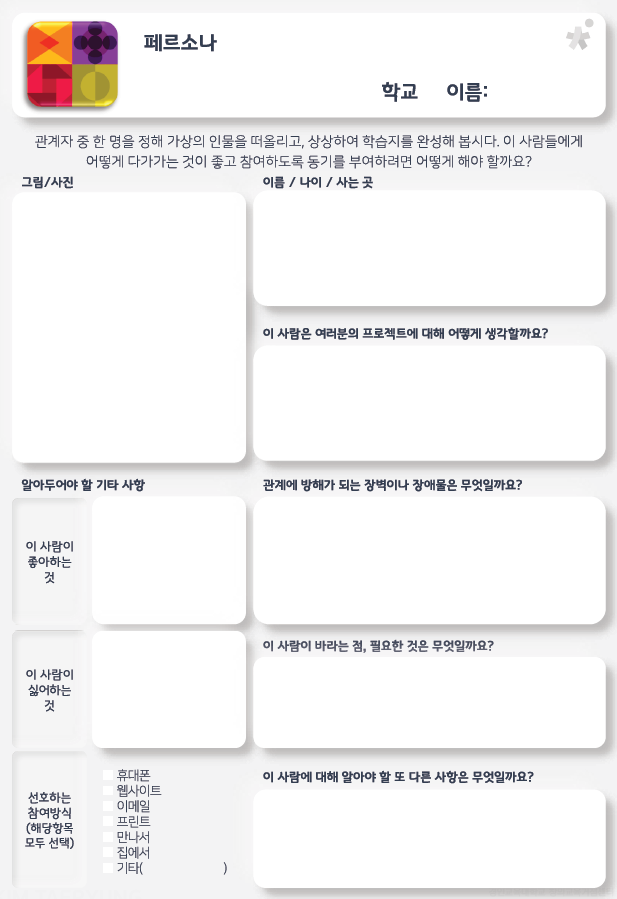 페르소나
학교 이름:
관계자 중 한 명을 정해 가상의 인물을 떠올리고, 상상하여 학습지를 완성해 봅시다. 이 사람들에게
어떻게 다가가는 것이 좋고 참여하도록 동기를 부여하려면 어떻게 해야 할까요?
그림/사진
이름 / 나이 / 사는 곳
이 사람은 여러분의 프로젝트에 대해 어떻게 생각할까요?
알아두어야 할 기타 사항
관계에 방해가 되는 장벽이나 장애물은 무엇일까요?
이 사람이
좋아하는
것
이 사람이 바라는 점, 필요한 것은 무엇일까요?
이 사람이
싫어하는
것
이 사람에 대해 알아야 할 또 다른 사항은 무엇일까요?
선호하는
참여방식
(해당항목
모두 선택)
휴대폰
웹사이트
이메일
프린트
만나서
집에서
기타( )